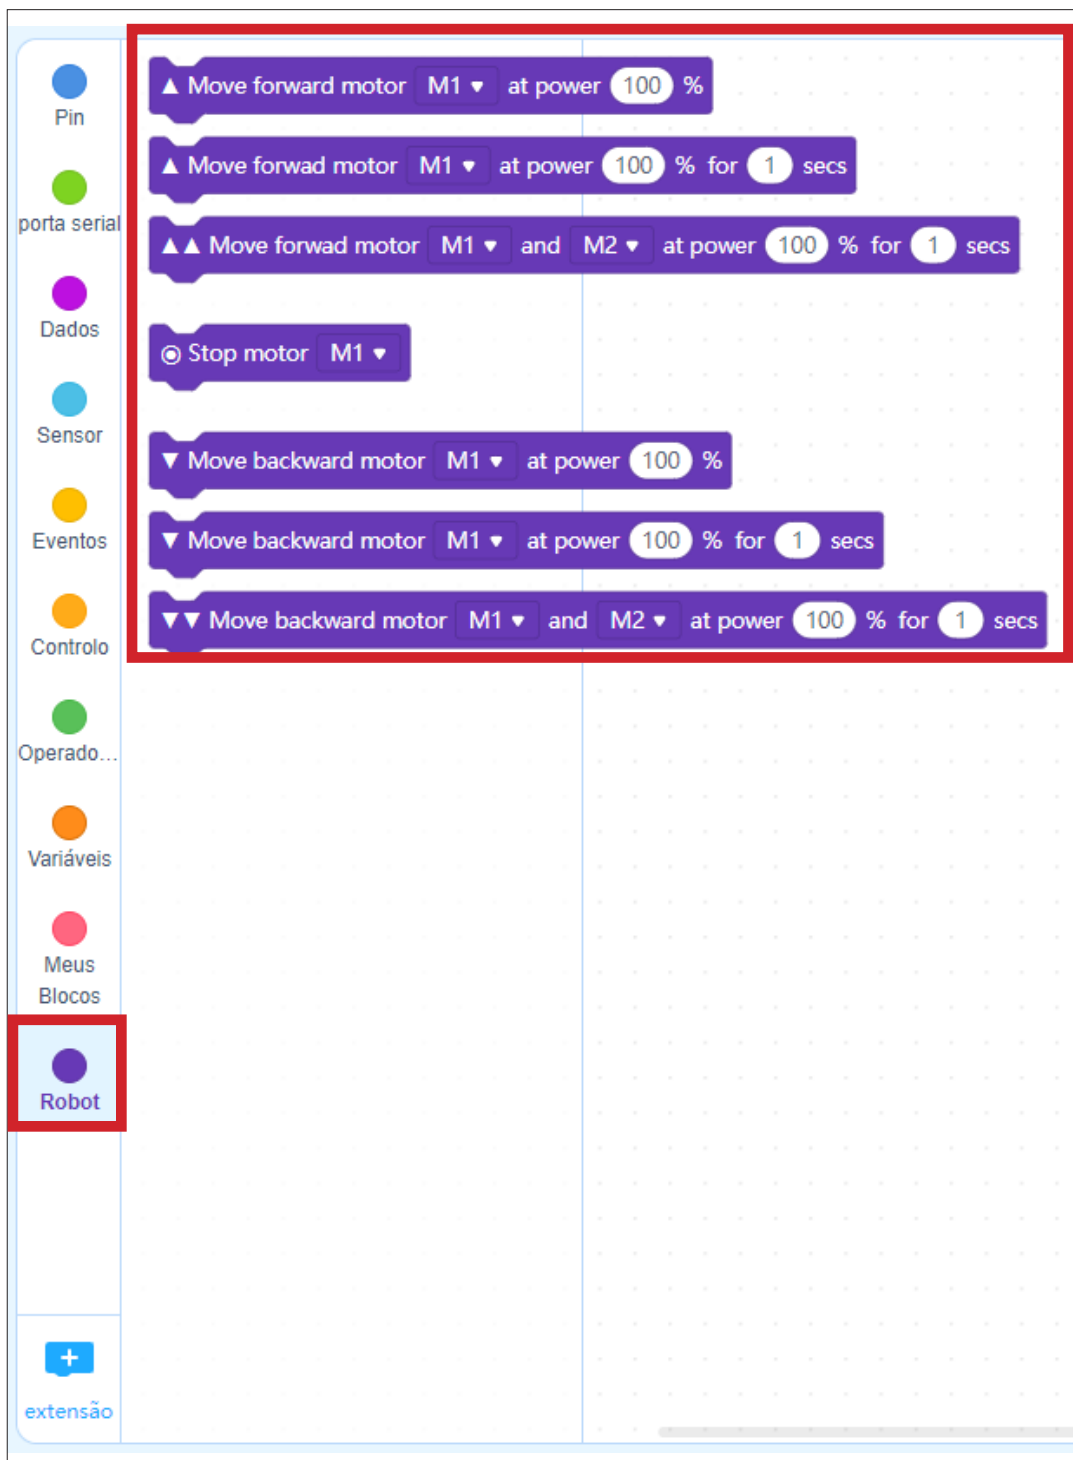 Pin
porta serial
Dados
Sensor
Eventos
Controlo
Operado...
Variáveis
Meus
Blocos
Robot
extensão
Move forward motor M1 at power 100 %
Move forwad motor M1 at power 100 % for 1 secs
Move forwad motor M1 and M2 at power 100 % for 1 secs
Stop motor M1
Move backward motor M1 at power 100 %
Move backward motor M1 at power 100 % for 1 secs
Move backward motor M1 and M2 at power 100 % for 1 secs